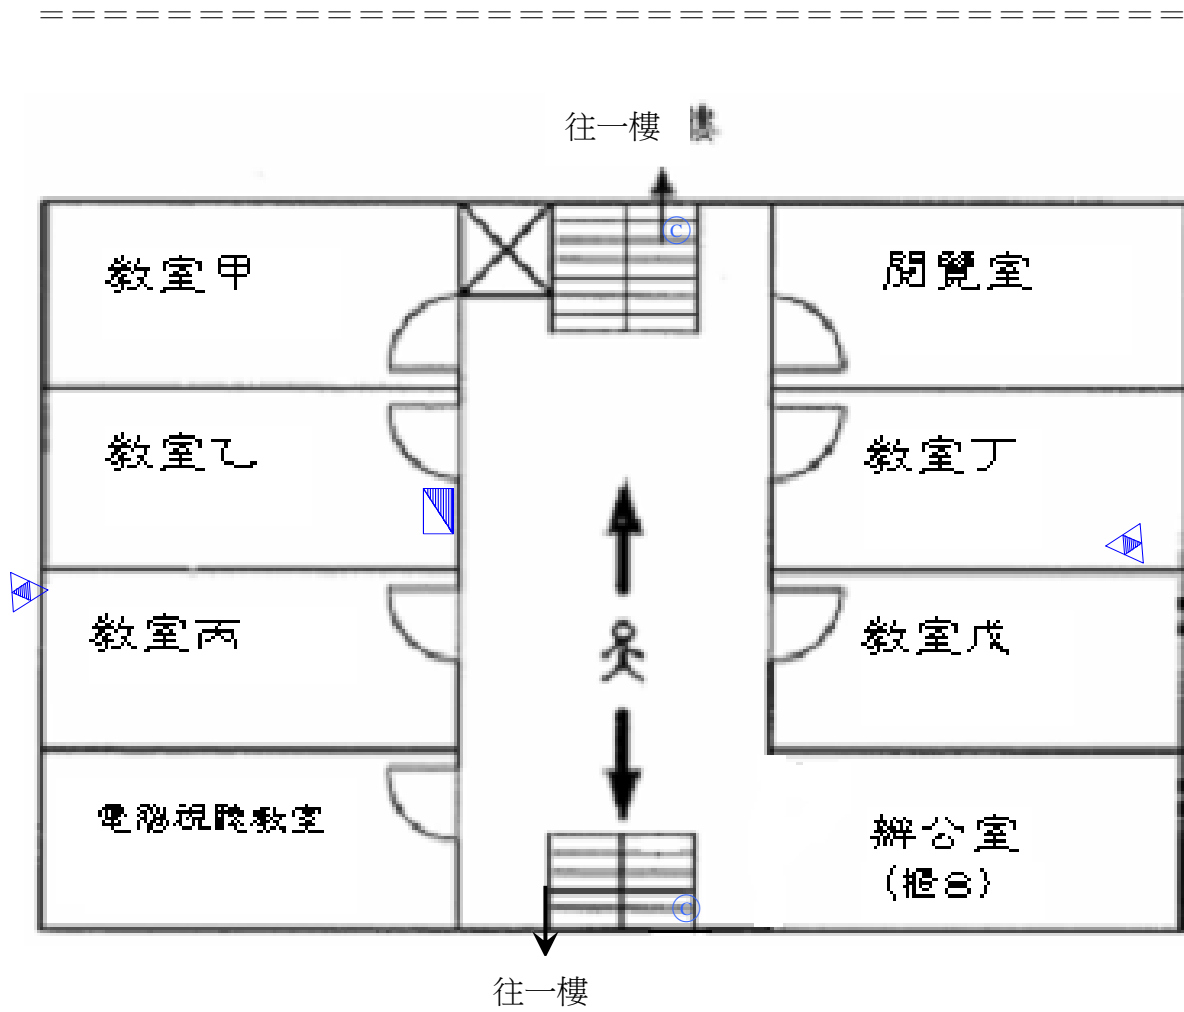 ====================================
往一樓 樓
Ⓒ
教室甲
閱覽室
教室乙
教室丁
教室丙
教室戊
電腦視聽教室
辦公室
(櫃台)
Ⓒ
往一樓